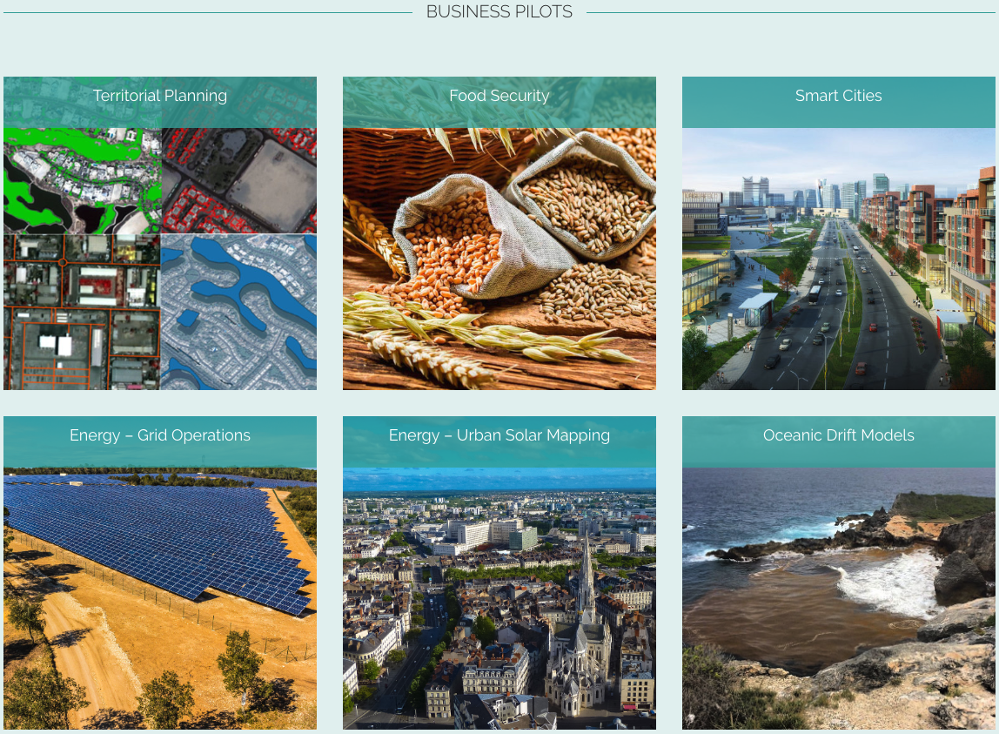 BUSINESS PILOTS
Territorial Planning
Food Security
Smart Cities
Energy – Grid Operations
Energy – Urban Solar Mapping
Oceanic Drift Models